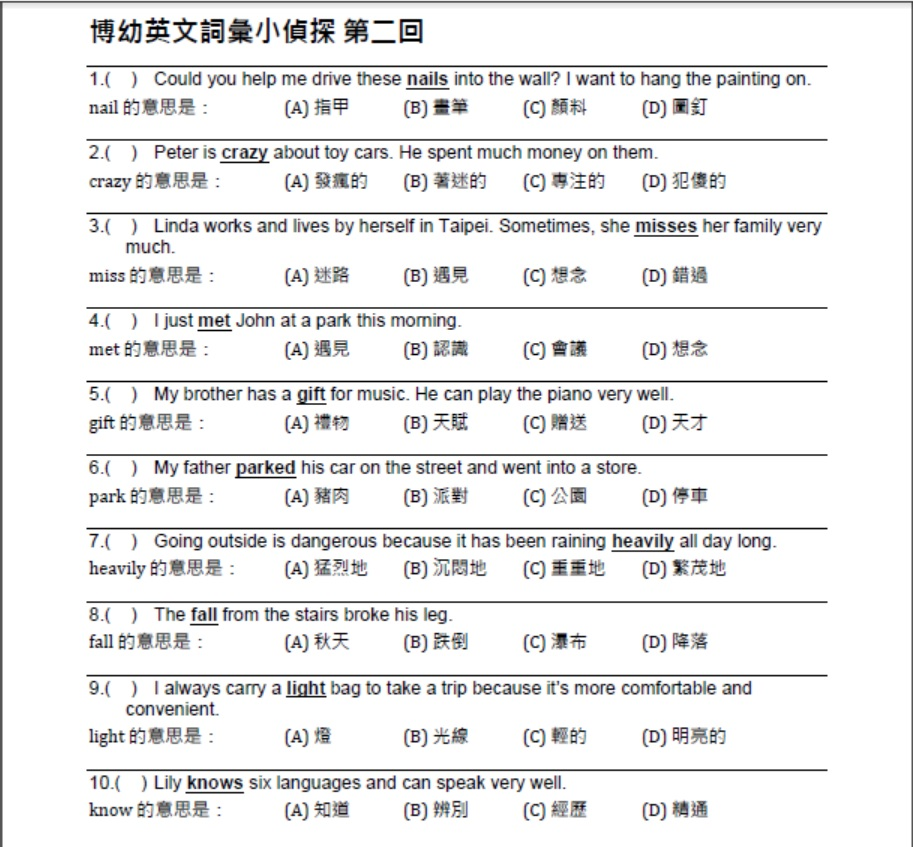 博幼英文詞彙小偵探 第二回
1.( ) Could you help me drive these nails into the wall? I want to hang the painting on.
nail 的意思是： (A) 指甲 (B) 畫筆 (C) 顏料 (D) 圖釘
2.( ) Peter is crazy about toy cars. He spent much money on them.
crazy 的意思是： (A) 發瘋的 (B) 著迷的 (C) 專注的 (D) 犯傻的
3.( ) Linda works and lives by herself in Taipei. Sometimes, she misses her family very
much.
miss 的意思是： (A) 迷路 (B) 遇見 (C) 想念 (D) 錯過
4.( ) I just met John at a park this morning.
met 的意思是： (A) 遇見 (B) 認識 (C) 會議 (D) 想念
5.( ) My brother has a gift for music. He can play the piano very well.
gift 的意思是： (A) 禮物 (B) 天賦 (C) 贈送 (D) 天才
6.( ) My father parked his car on the street and went into a store.
park 的意思是： (A) 豬肉 (B) 派對 (C) 公園 (D) 停車
7.( ) Going outside is dangerous because it has been raining heavily all day long.
heavily 的意思是： (A) 猛烈地 (B) 沉悶地 (C) 重重地 (D) 繁茂地
8.( ) The fall from the stairs broke his leg.
fall 的意思是： (A) 秋天 (B) 跌倒 (C) 瀑布 (D) 降落
9.( ) I always carry a light bag to take a trip because it's more comfortable and
convenient.
light 的意思是： (A) 燈 (B) 光線 (C) 輕的 (D) 明亮的
10.( ) Lily knows six languages and can speak very well.
know 的意思是： (A) 知道 (B) 辨別 (C) 經歷 (D) 精通